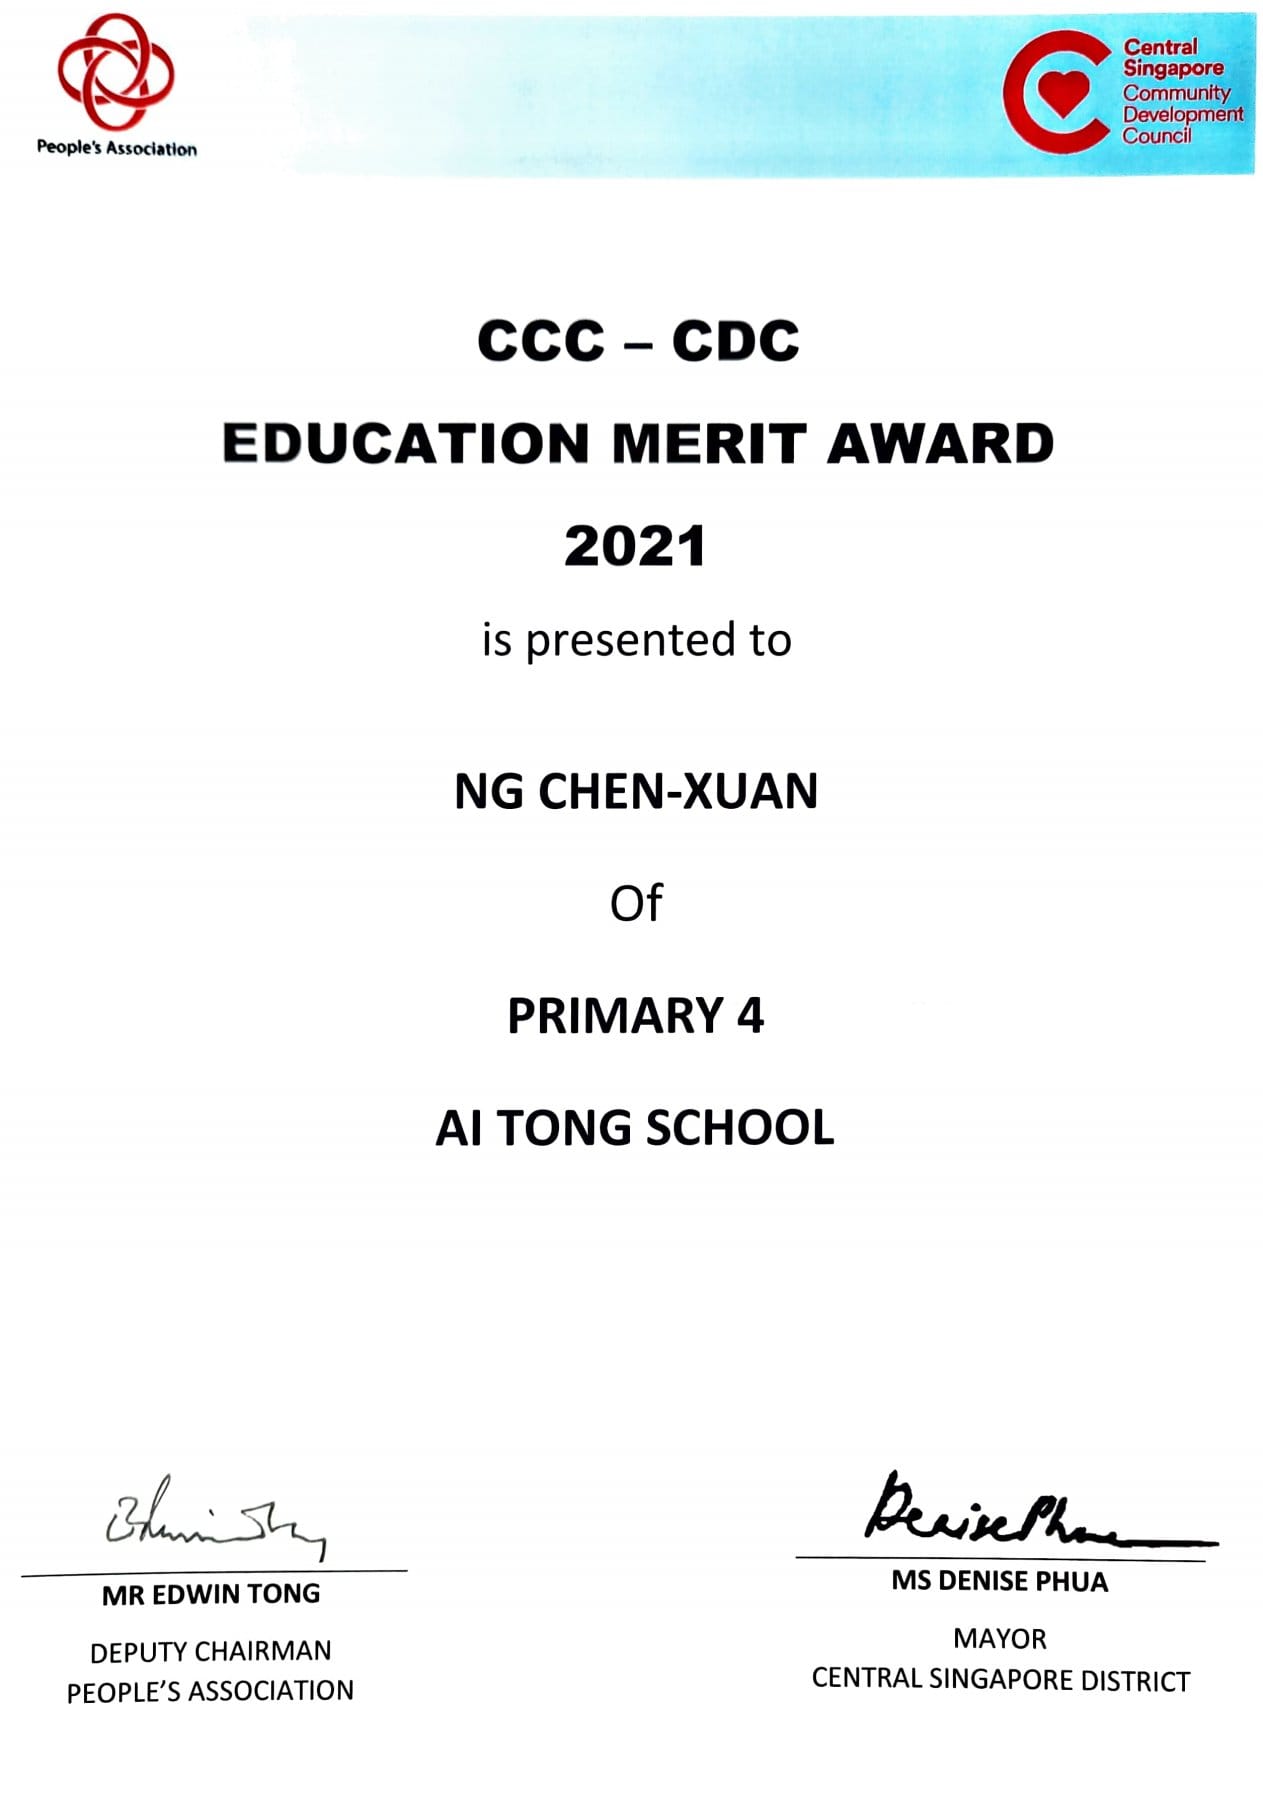 People's Association
Central
Singapore
Community
Development
Council
CCC – CDC
EDUCATION MERIT AWARD
2021
is presented to
NG CHEN-XUAN
Of
PRIMARY 4
AI TONG SCHOOL
Denise Phua
MR EDWIN TONG
DEPUTY CHAIRMAN
PEOPLE'S ASSOCIATION
MS DENISE PHUA
MAYOR
CENTRAL SINGAPORE DISTRICT